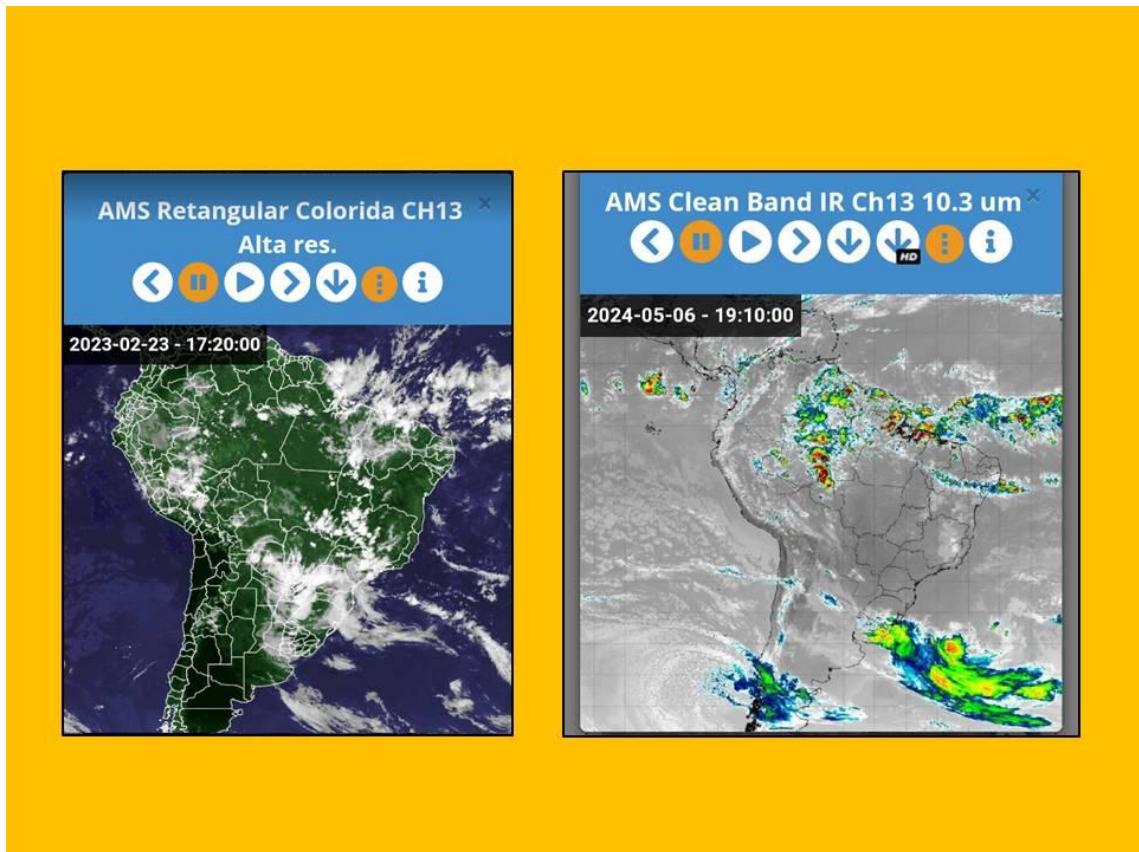 AMS Retangular Colorida CH13
Alta res.
2023-02-23 - 17:20:00
AMS Clean Band IR Ch13 10.3 um
HD
2024-05-06 - 19:10:00